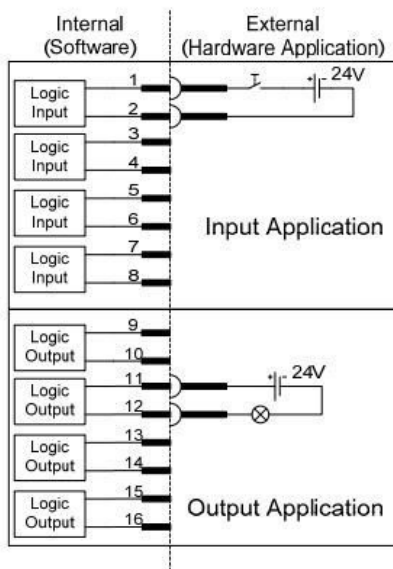 Internal
(Software)
External
(Hardware Application)
Logic
Input
1
2
T
+ - 24V
Logic
Input
3
4
Logic
Input
5
6
Logic
Input
7
8
Input Application
Logic
Output
9
10
Logic
Output
11
12
+ - 24V
Logic
Output
13
14
Logic
Output
15
16
Output Application